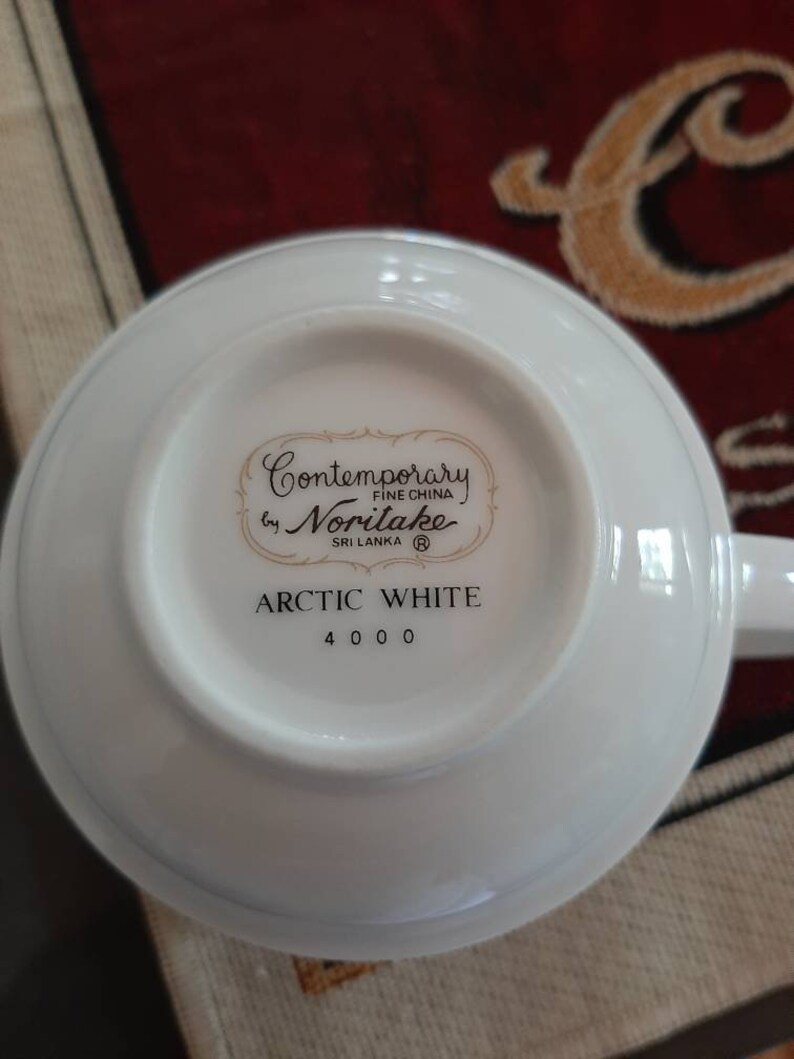 Contemporary
FINE CHINA
by Noritake
SRI LANKA ®
ARCTIC WHITE
4000